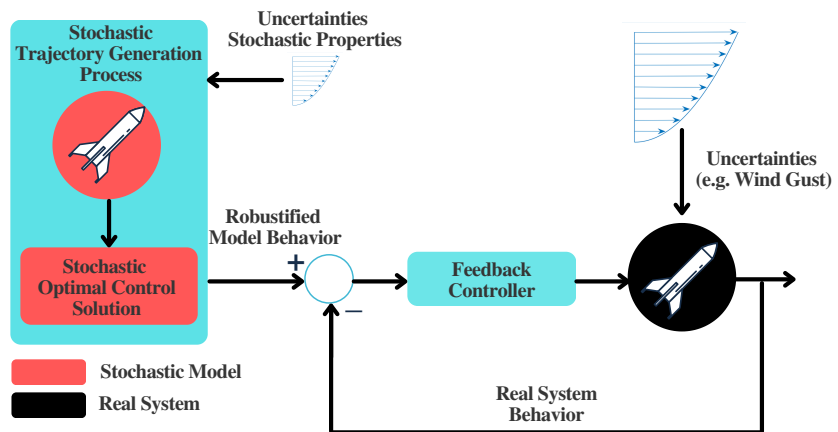 Stochastic
Trajectory Generation
Process
Uncertainties
Stochastic Properties
Uncertainties
(e.g. Wind Gust)
Robustified
Model Behavior
+
Stochastic
Optimal Control
Solution
Feedback
Controller
−
Stochastic Model
Real System
Real System
Behavior